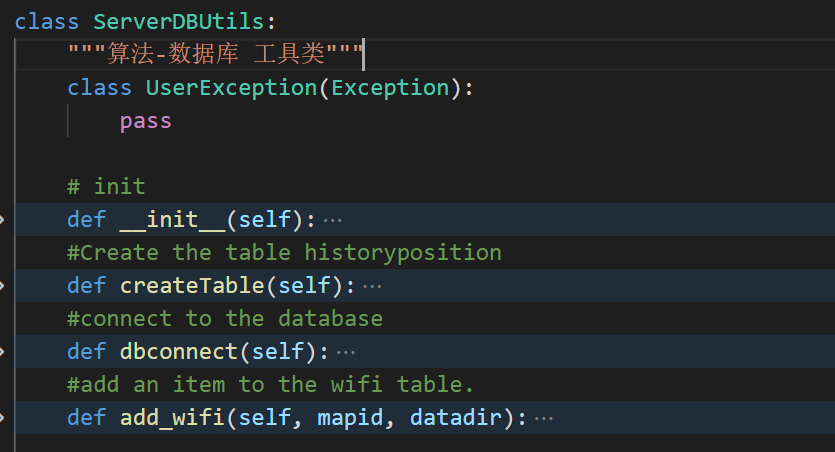 class ServerDBUtils:
"""算法-数据库 工具类"""
class UserException(Exception):
pass
# init
def __init__(self):···
#Create the table historyposition
def createTable(self):···
#connect to the database
def dbconnect(self):···
#add an item to the wifi table.
def add_wifi(self, mapid, datadir):···